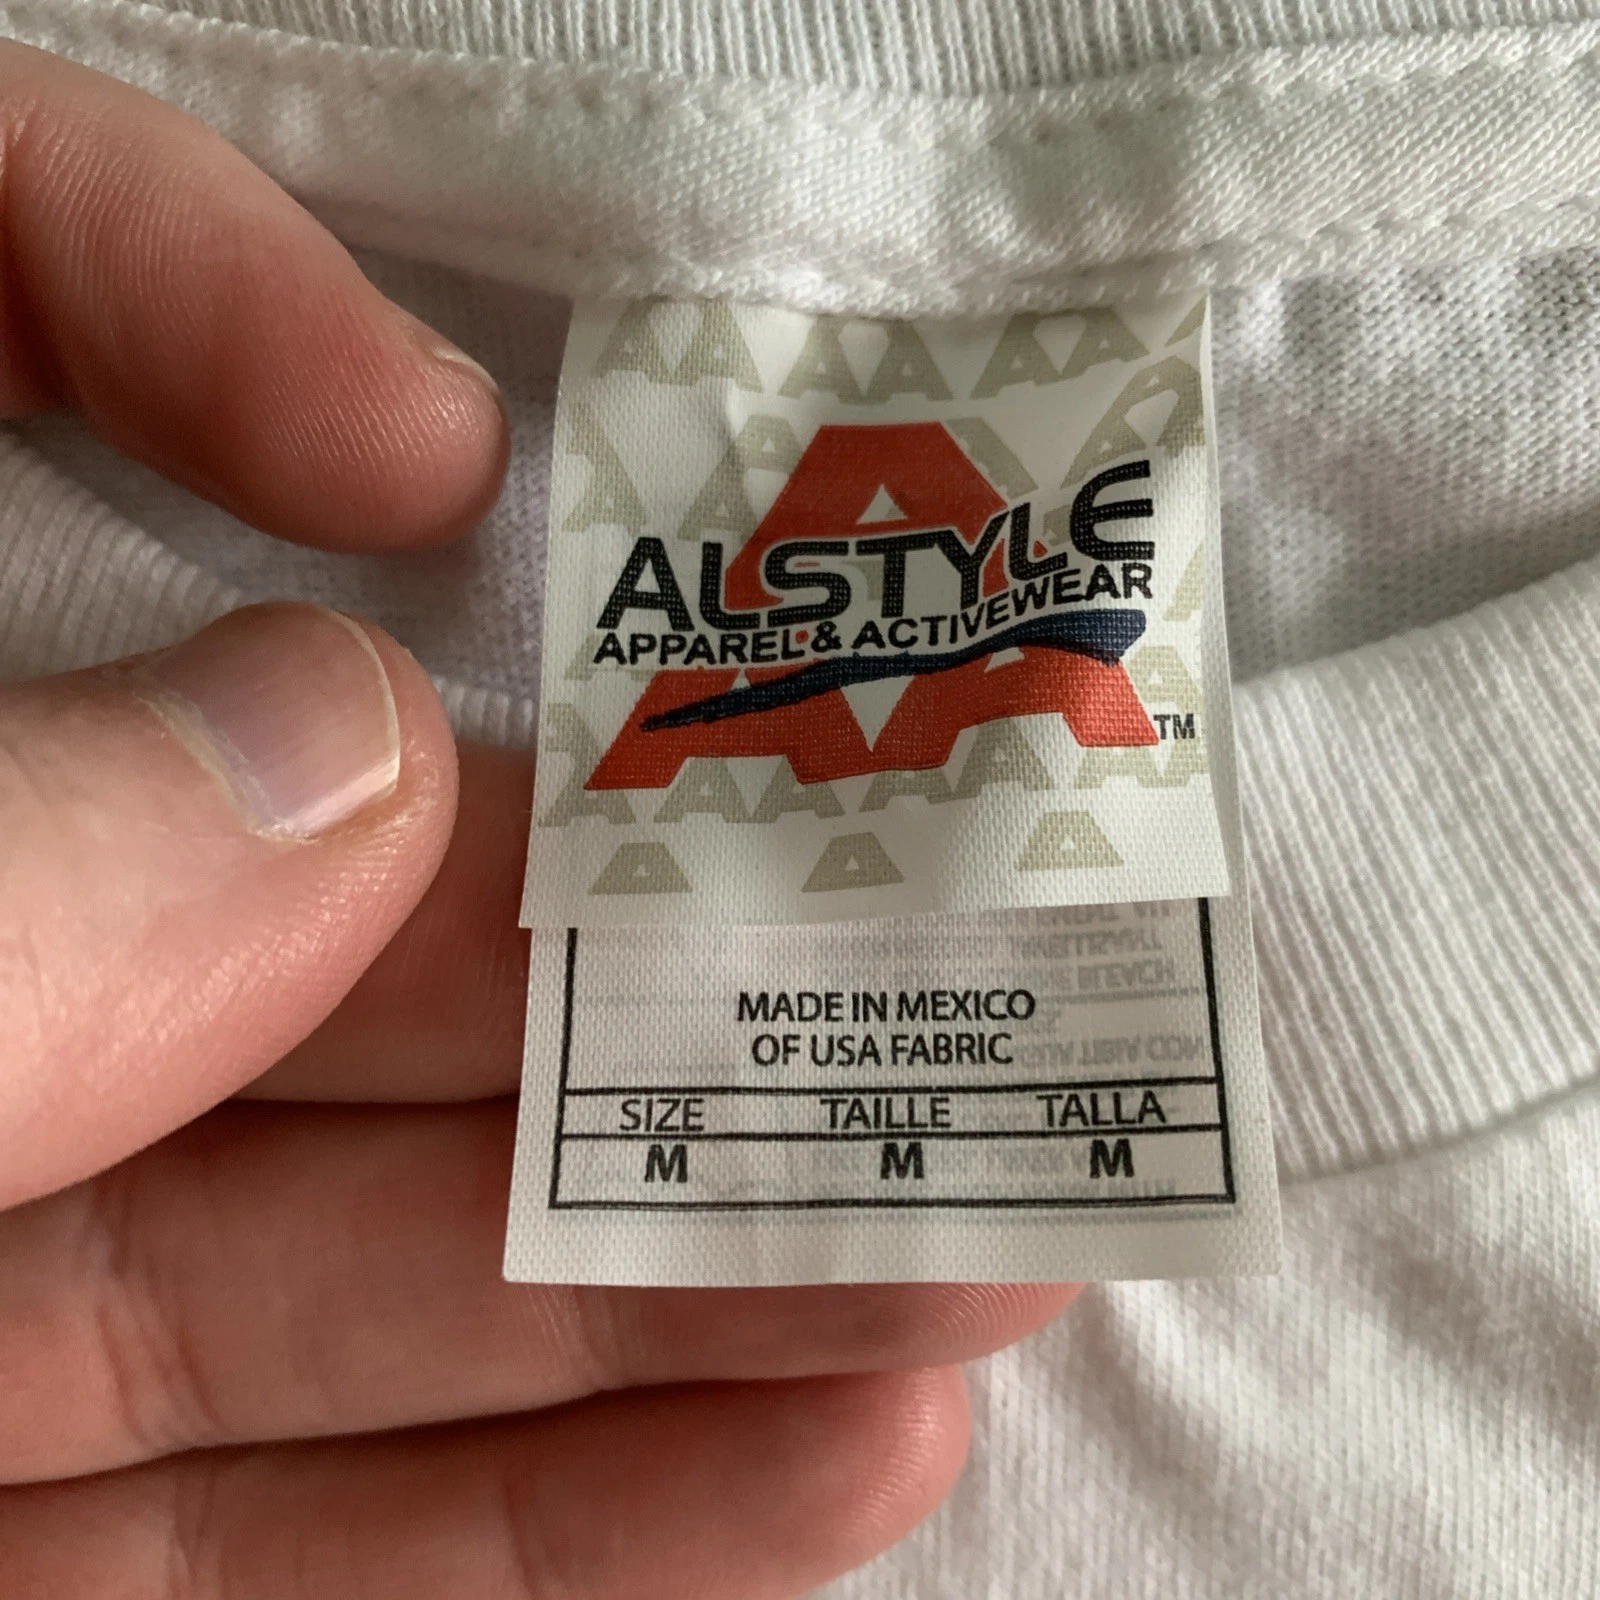 ALSTYLE
APPAREL & ACTIVEWEAR
TM
MADE IN MEXICO
OF USA FABRIC
SIZE TAILLE TALLA
M M M